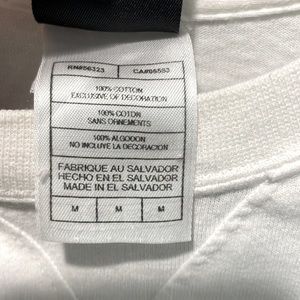 RN#56323 CA#05553
100% COTTON
EXCLUSIVE OF DECORATION
100% COTON
SANS ORNEMENTS
100% ALGODON
NO INCLUYE LA DECORACION
FABRIQUE AU SALVADOR
HECHO EN EL SALVADOR
MADE IN EL SALVADOR
M M M